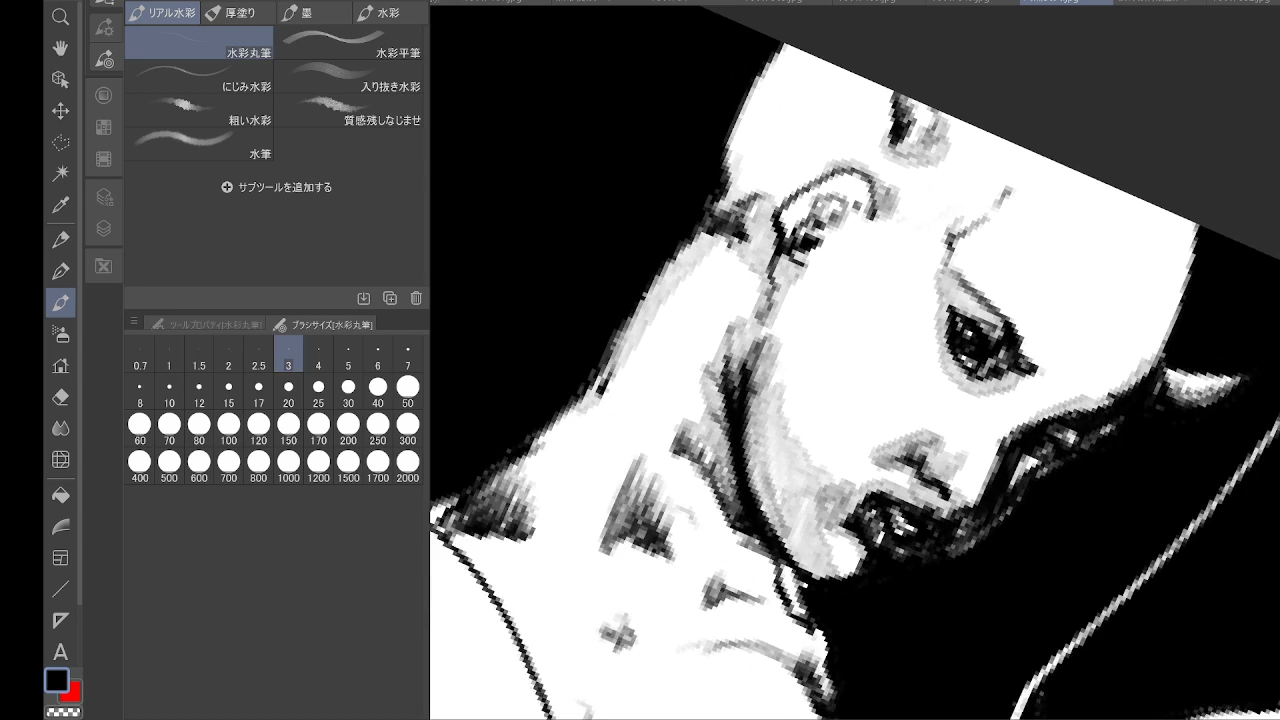 リアル水彩 厚塗り 墨 水彩
水彩丸筆 水彩平筆
にじみ水彩 入り抜き水彩
粗い水彩 質感残しなじませ
水筆
サブツールを追加する
ツールプロパティ[水彩丸筆] ブラシサイズ[水彩丸筆]
0.7 1 1.5 2 2.5 3 4 5 6 7
8 10 12 15 17 20 25 30 40 50
60 70 80 100 120 150 170 200 250 300
400 500 600 700 800 1000 1200 1500 1700 2000
A